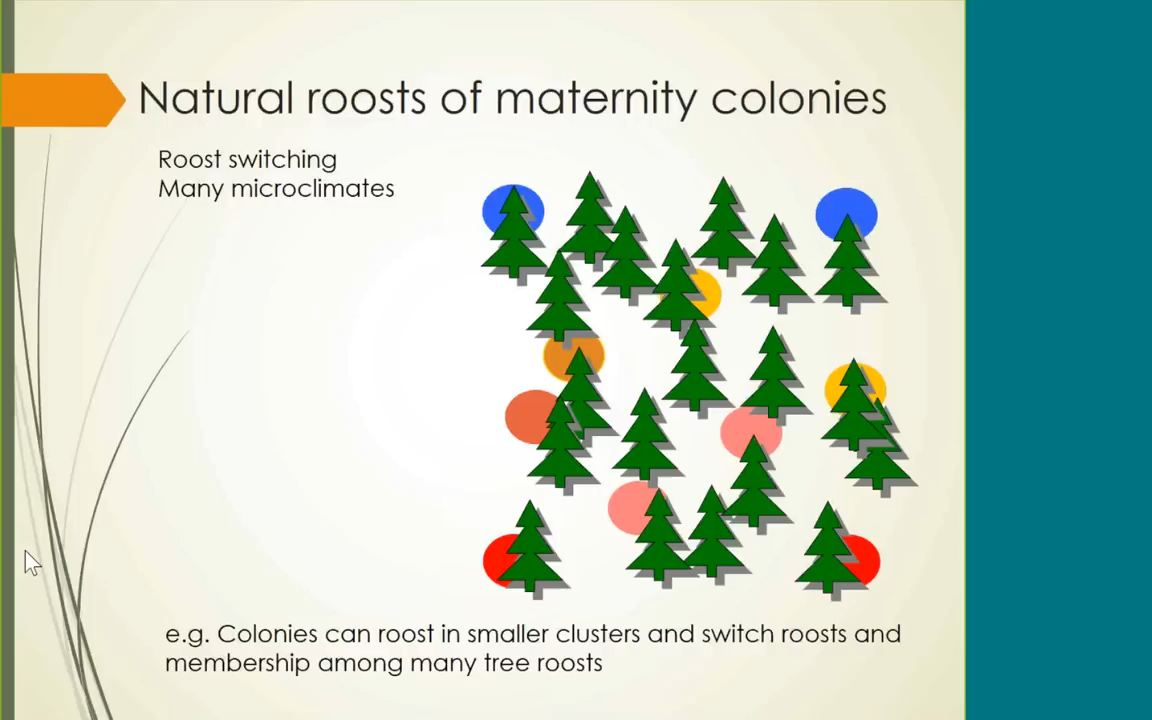 Natural roosts of maternity colonies
Roost switching
Many microclimates
e.g. Colonies can roost in smaller clusters and switch roosts and
membership among many tree roosts